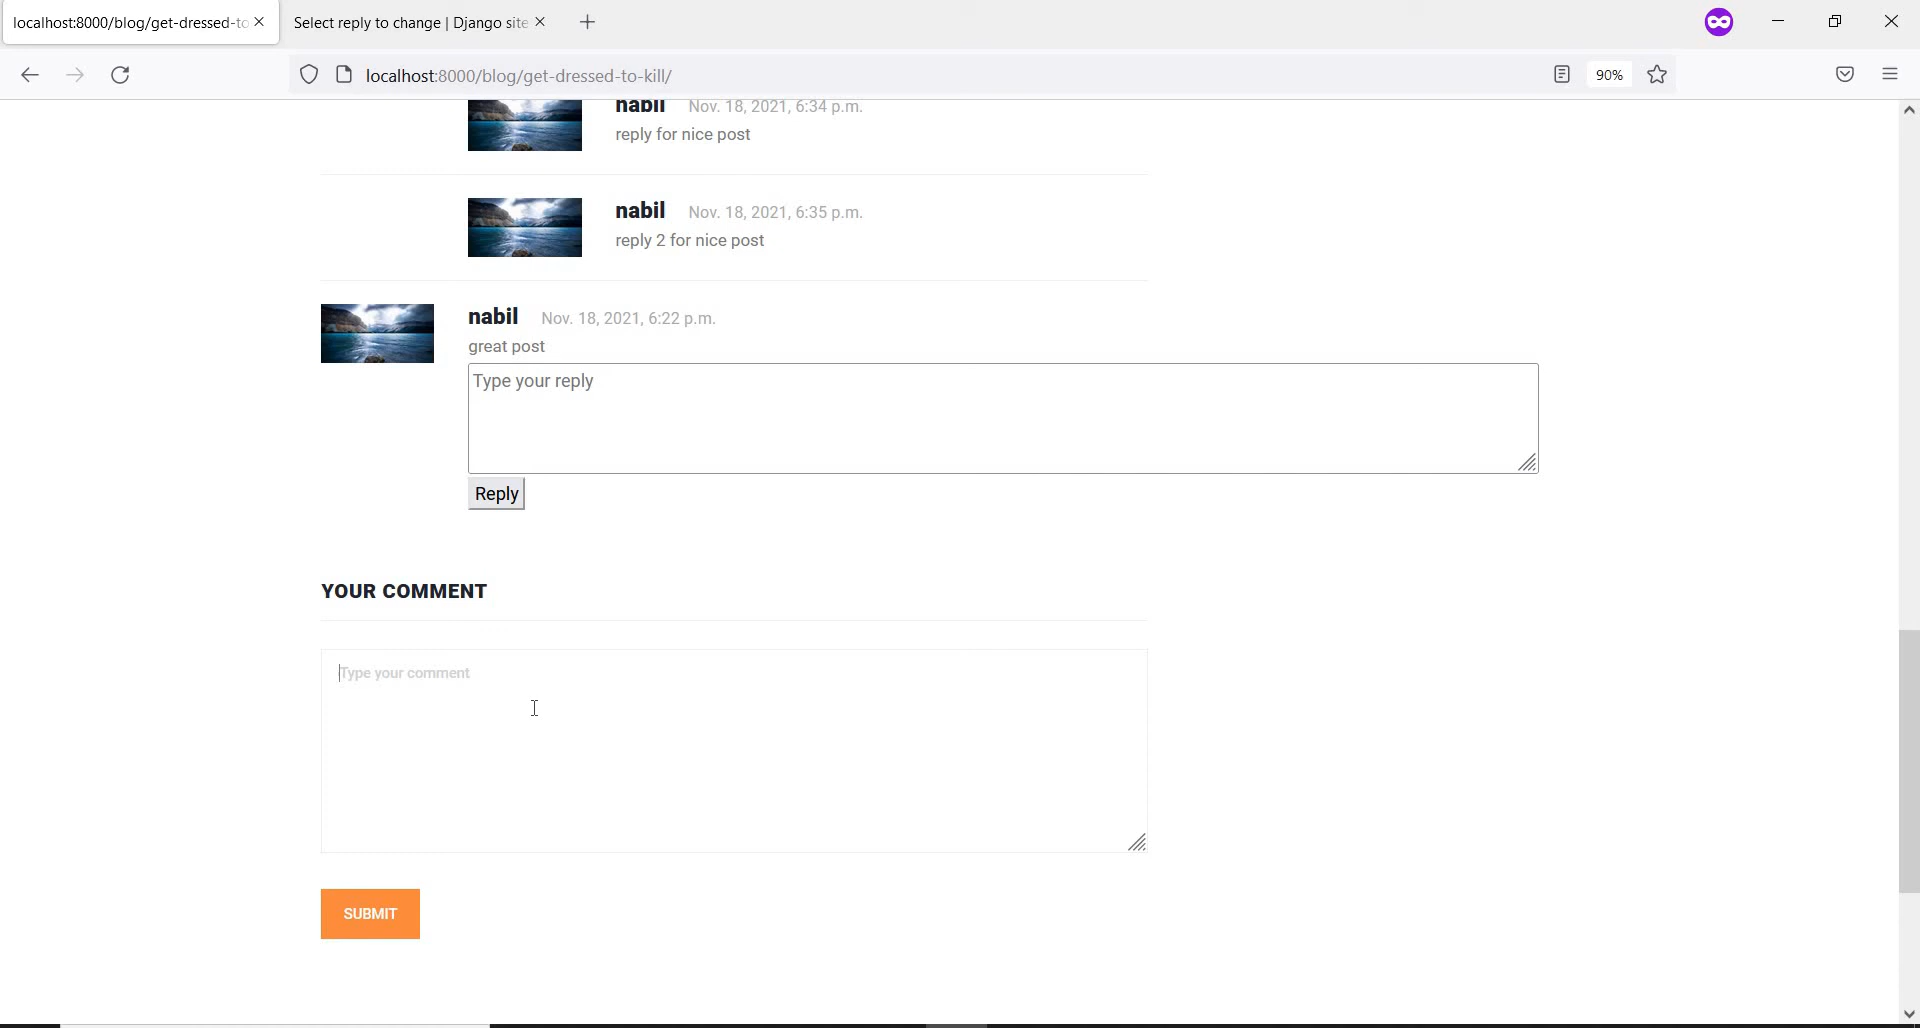 localhost:8000/blog/get-dressed-to
Select reply to change | Django site
localhost:8000/blog/get-dressed-to-kill/
90%
nabil Nov. 18, 2021, 6:34 p.m.
reply for nice post
nabil Nov. 18, 2021, 6:35 p.m.
reply 2 for nice post
nabil Nov. 18, 2021, 6:22 p.m.
great post
Type your reply
Reply
YOUR COMMENT
Type your comment
SUBMIT